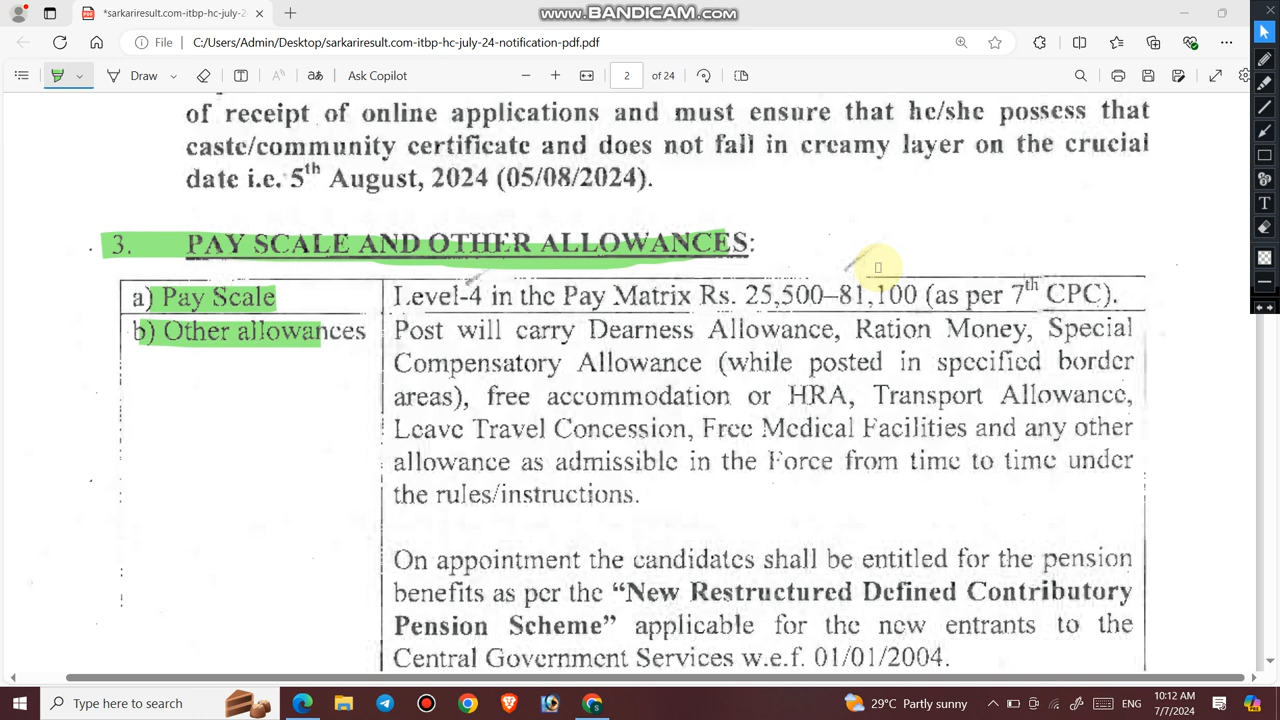 *sarkariresult.com-itbp-hc-july-24
www.BANDICAM.com
File C:/Users/Admin/Desktop/sarkariresult.com-itbp-hc-july-24-notification-pdf.pdf
Draw Ask Copilot 2 of 24
of receipt of online applications and must ensure that he/she possess that
caste/community certificate and does not fall in creamy layer on the crucial
date i.e. 5th August, 2024 (05/08/2024).
3. PAY SCALE AND OTHER ALLOWANCES:
a) Pay Scale Level-4 in the Pay Matrix Rs. 25,500–81,100 (as per 7th CPC).
b) Other allowances Post will carry Dearness Allowance, Ration Money, Special
Compensatory Allowance (while posted in specified border
areas), free accommodation or HRA, Transport Allowance,
Leave Travel Concession, Free Medical Facilities and any other
allowance as admissible in the Force from time to time under
the rules/instructions.
On appointment the candidates shall be entitled for the pension
benefits as per the “New Restructured Defined Contributory
Pension Scheme” applicable for the new entrants to the
Central Government Services w.e.f. 01/01/2004.
Type here to search 29°C Partly sunny ENG 10:12 AM
7/7/2024